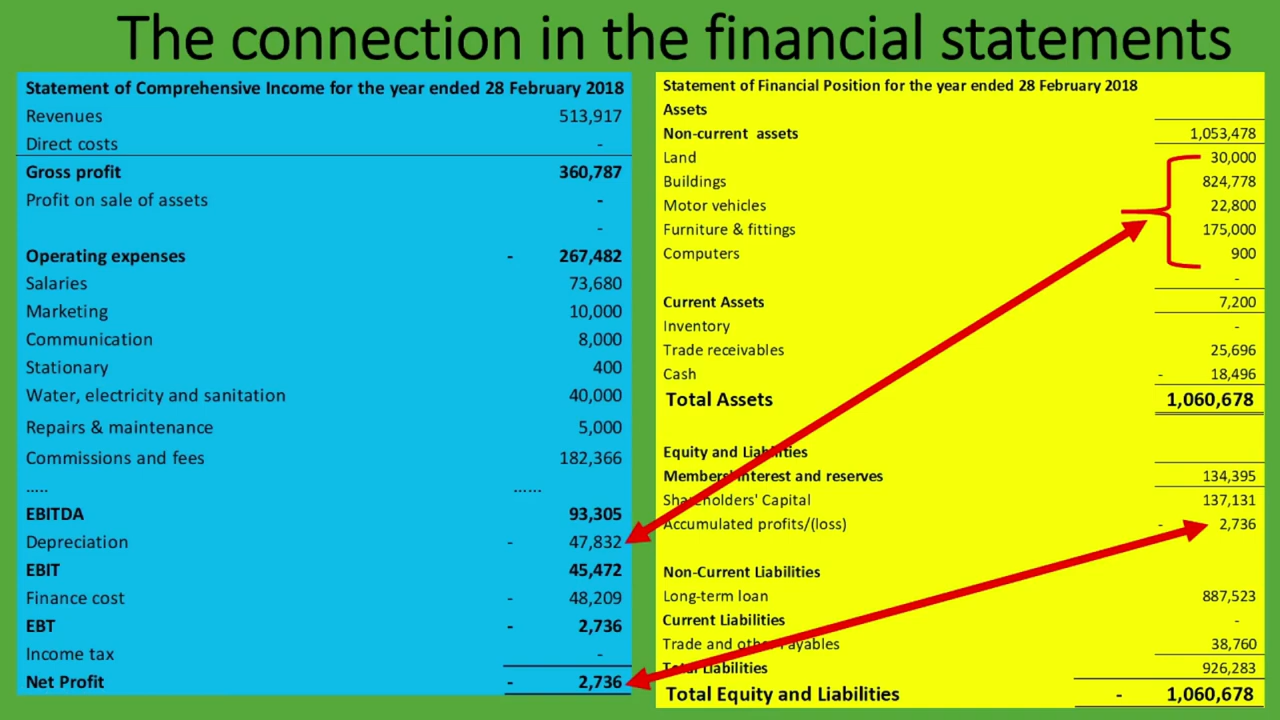 The connection in the financial statements
Statement of Comprehensive Income for the year ended 28 February 2018
Revenues 513,917
Direct costs -
Gross profit 360,787
Profit on sale of assets -
-
Operating expenses - 267,482
Salaries 73,680
Marketing 10,000
Communication 8,000
Stationary 400
Water, electricity and sanitation 40,000
Repairs & maintenance 5,000
Commissions and fees 182,366
..... ......
EBITDA 93,305
Depreciation - 47,832
EBIT 45,472
Finance cost - 48,209
EBT - 2,736
Income tax -
Net Profit - 2,736
Statement of Financial Position for the year ended 28 February 2018
Assets
Non-current assets 1,053,478
Land 30,000
Buildings 824,778
Motor vehicles 22,800
Furniture & fittings 175,000
Computers 900
-
Current Assets 7,200
Inventory -
Trade receivables 25,696
Cash - 18,496
Total Assets 1,060,678
Equity and Liabilities
Members' interest and reserves 134,395
Shareholders' Capital 137,131
Accumulated profits/(loss) - 2,736
Non-Current Liabilities
Long-term loan 887,523
Current Liabilities -
Trade and other Payables 38,760
Total Liabilities 926,283
Total Equity and Liabilities - 1,060,678